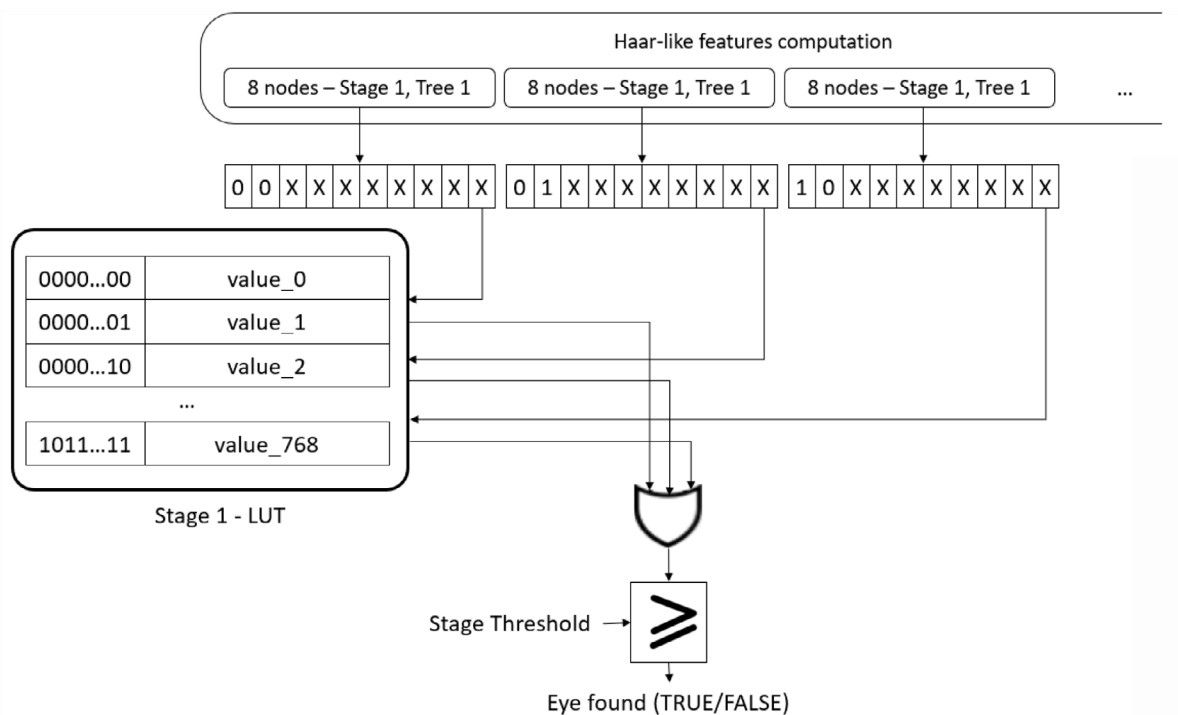 Haar-like features computation
8 nodes – Stage 1, Tree 1
8 nodes – Stage 1, Tree 1
8 nodes – Stage 1, Tree 1
...
0 0 X X X X X X X X
0 1 X X X X X X X X
1 0 X X X X X X X X
0000...00 value_0
0000...01 value_1
0000...10 value_2
...
1011...11 value_768
Stage 1 - LUT
Stage Threshold
≥
Eye found (TRUE/FALSE)